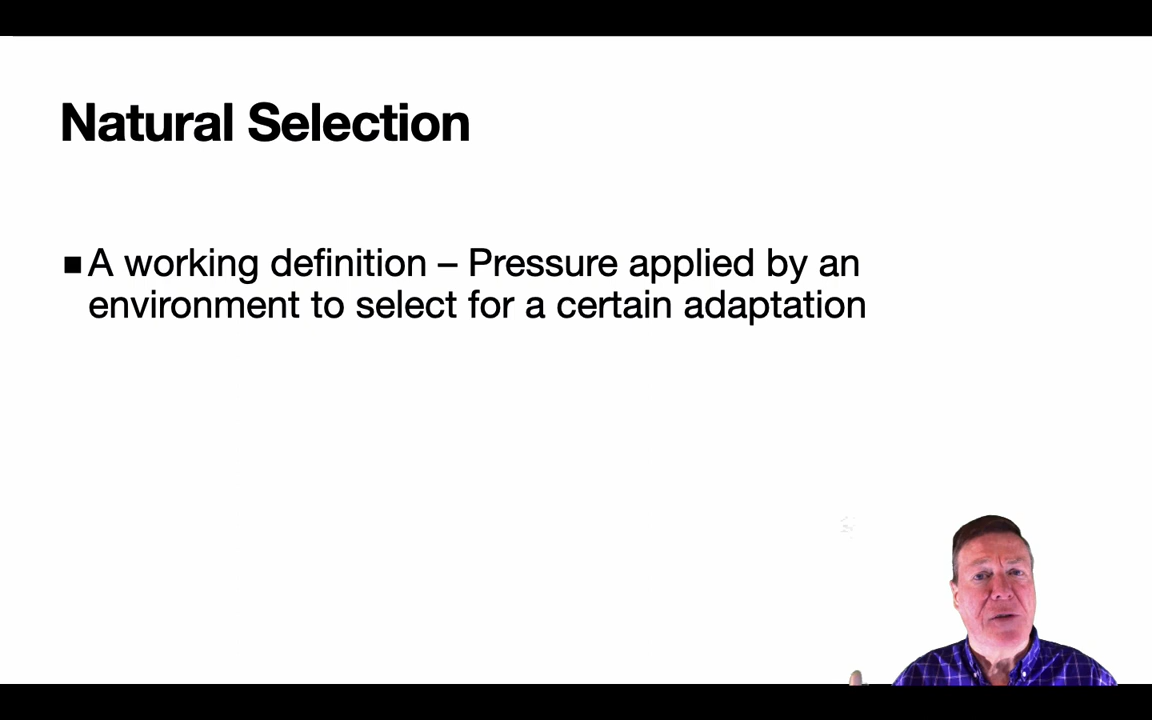 Natural Selection
■A working definition – Pressure applied by an
environment to select for a certain adaptation